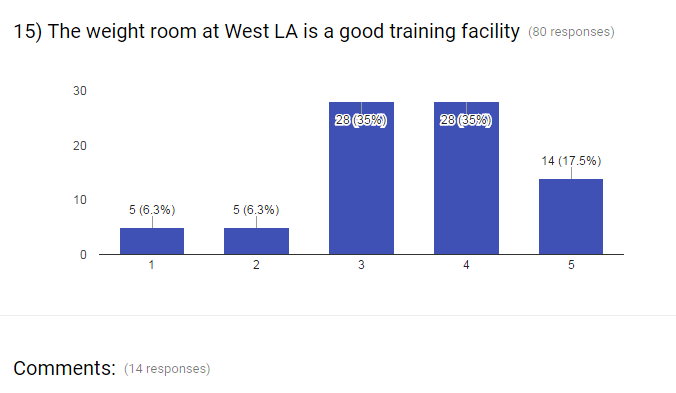 15) The weight room at West LA is a good training facility (80 responses)
30
28 (35%) 28 (35%)
20
14 (17.5%)
10
5 (6.3%) 5 (6.3%)
0
1 2 3 4 5
Comments: (14 responses)